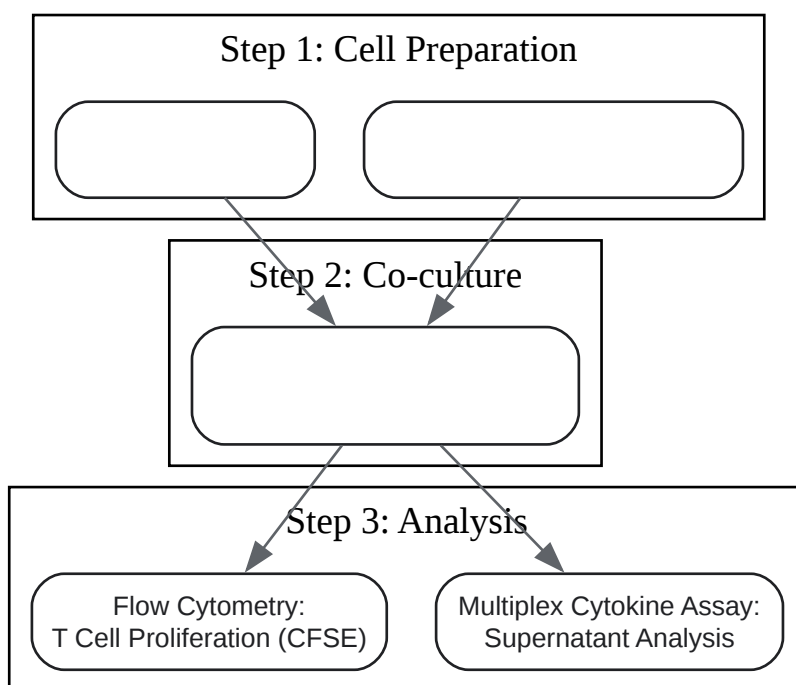 Step 1: Cell Preparation
Step 2: Co-culture
Step 3: Analysis
Flow Cytometry:
T Cell Proliferation (CFSE)
Multiplex Cytokine Assay:
Supernatant Analysis